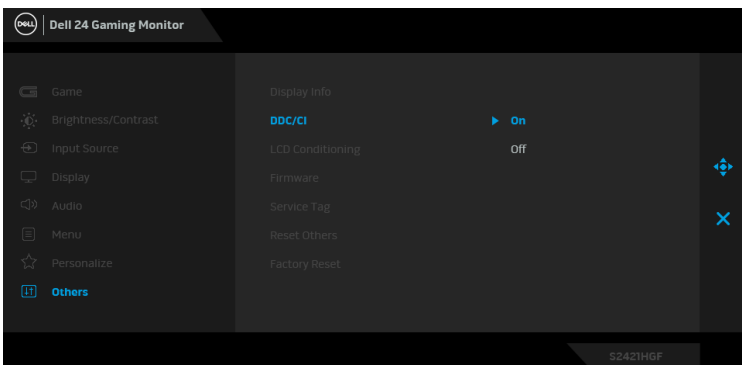 DELL
Dell 24 Gaming Monitor
Game
Brightness/Contrast
Input Source
Display
Audio
Menu
Personalize
Others
Display Info
DDC/CI On
LCD Conditioning Off
Firmware
Service Tag
Reset Others
Factory Reset
S2421HGF